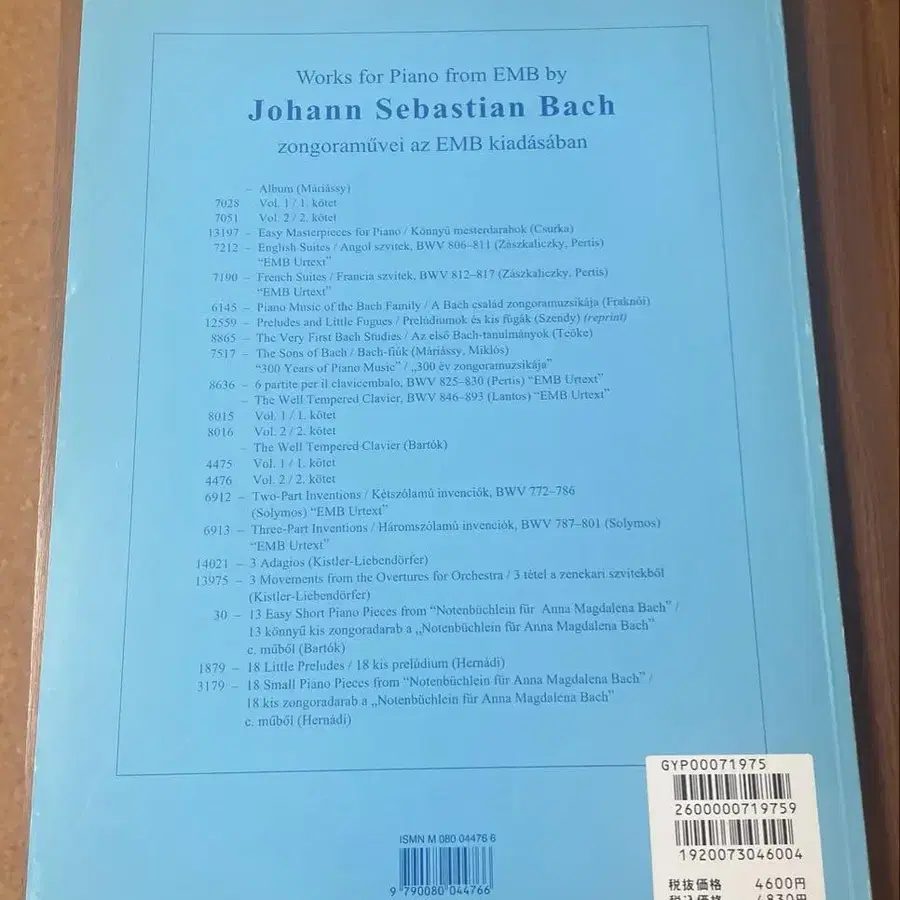 Works for Piano from EMB by
Johann Sebastian Bach
zongoraművei az EMB kiadásában
– Album (Máriássy)
7028 Vol. 1 / 1. kötet
7051 Vol. 2 / 2. kötet
13197 – Easy Masterpieces for Piano / Könnyű mesterdarabok (Csurka)
7212 – English Suites / Angol szvitek, BWV 806–811 (Zászkaliczky, Pertis)
“EMB Urtext”
7190 – French Suites / Francia szvitek, BWV 812–817 (Zászkaliczky, Pertis)
“EMB Urtext”
6145 – Piano Music of the Bach Family / A Bach család zongoramuzsikája (Fraknói)
12559 – Preludes and Little Fugues / Prelúdiumok és kis fúgák (Szendy) (reprint)
8865 – The Very First Bach Studies / Az első Bach-tanulmányok (Teőke)
7517 – The Sons of Bach / Bach-fiúk (Máriássy, Miklós)
“300 Years of Piano Music” / „300 év zongoramuzsikája”
8636 – 6 partite per il clavicembalo, BWV 825–830 (Pertis) “EMB Urtext”
– The Well Tempered Clavier, BWV 846–893 (Lantos) “EMB Urtext”
8015 Vol. 1 / 1. kötet
8016 Vol. 2 / 2. kötet
– The Well Tempered Clavier (Bartók)
4475 Vol. 1 / 1. kötet
4476 Vol. 2 / 2. kötet
6912 – Two-Part Inventions / Kétszólamú invenciók, BWV 772–786
(Solymos) “EMB Urtext”
6913 – Three-Part Inventions / Háromszólamú invenciók, BWV 787–801 (Solymos)
“EMB Urtext”
14021 – 3 Adagios (Kistler-Liebendörfer)
13975 – 3 Movements from the Overtures for Orchestra / 3 tétel a zenekari szvitekből
(Kistler-Liebendörfer)
30 – 13 Easy Short Piano Pieces from “Notenbüchlein für Anna Magdalena Bach” /
13 könnyű kis zongoradarab a „Notenbüchlein für Anna Magdalena Bach”
c. műből (Bartók)
1879 – 18 Little Preludes / 18 kis prelúdium (Hernádi)
3179 – 18 Small Piano Pieces from “Notenbüchlein für Anna Magdalena Bach” /
18 kis zongoradarab a „Notenbüchlein für Anna Magdalena Bach”
c. műből (Hernádi)
GYP00071975
2600000719759
1920073046004
税抜価格 4600円
税込価格 4830円
ISMN M 080 04476 6
9 790080 044766